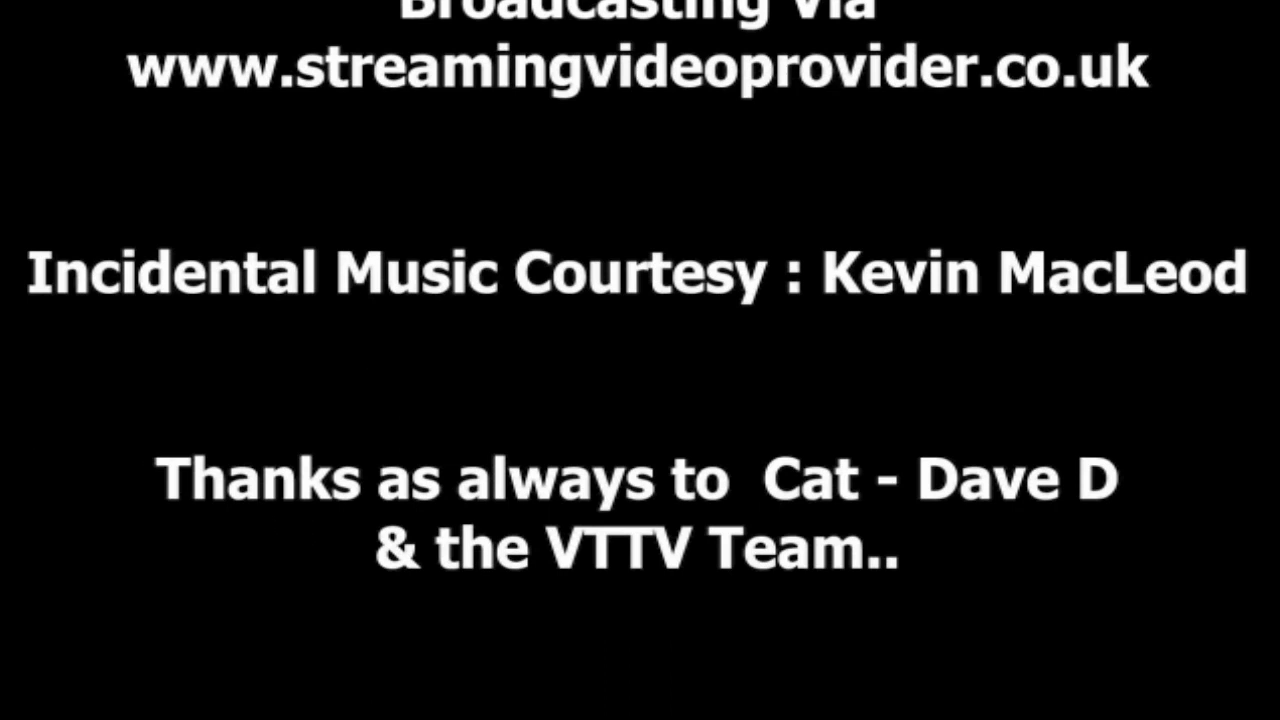 Broadcasting Via
www.streamingvideoprovider.co.uk
Incidental Music Courtesy : Kevin MacLeod
Thanks as always to  Cat - Dave D
& the VTTV Team..